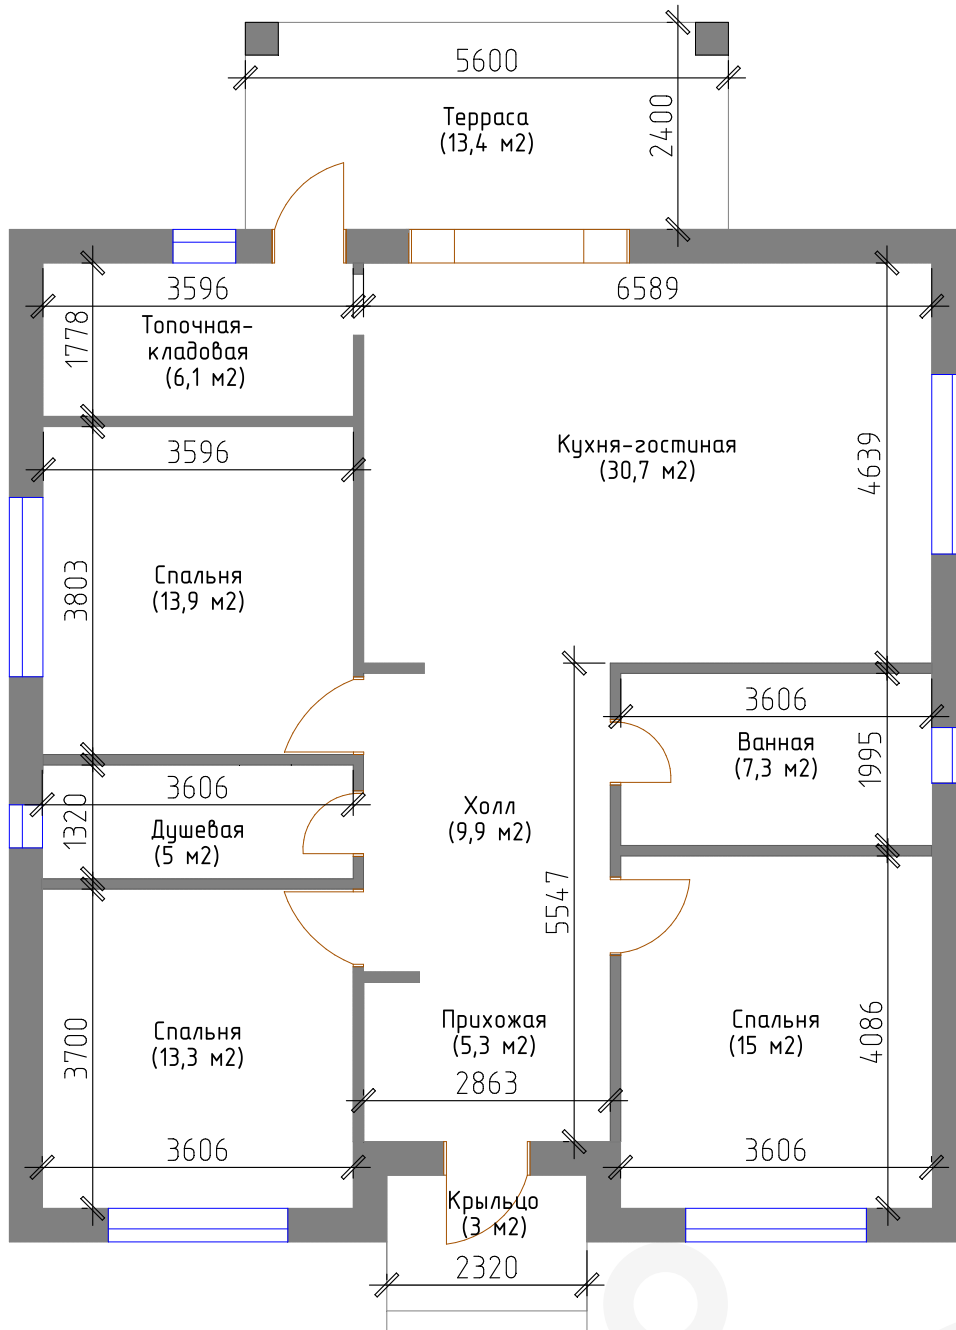 5600
Терраса
(13,4 м2)
2400
3596
6589
1778
Топочная-
кладовая
(6,1 м2)
3596
Кухня-гостиная
(30,7 м2)
4639
3803
Спальня
(13,9 м2)
3606
Ванная
(7,3 м2)
1995
3606
1320
Душевая
(5 м2)
Холл
(9,9 м2)
5547
3700
Спальня
(13,3 м2)
Прихожая
(5,3 м2)
Спальня
(15 м2)
4086
2863
3606
3606
Крыльцо
(3 м2)
2320